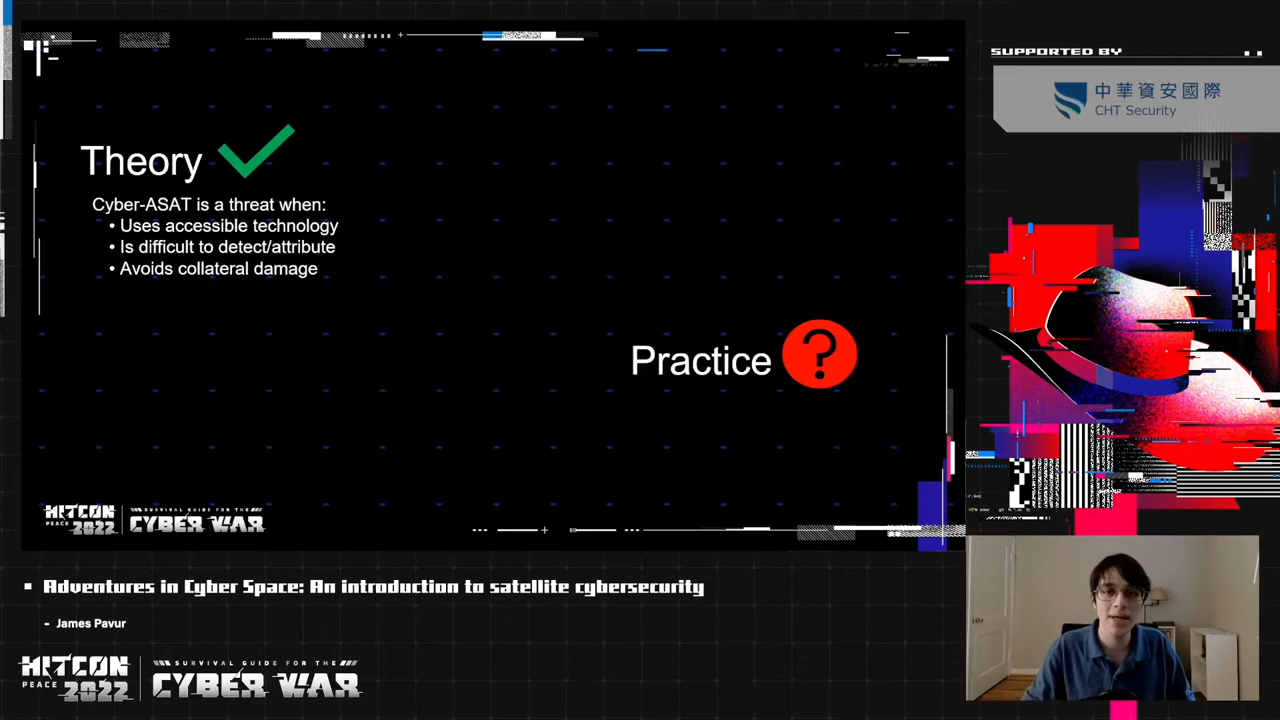 SUPPORTED BY
中華資安國際
CHT Security
Theory
Cyber-ASAT is a threat when:
• Uses accessible technology
• Is difficult to detect/attribute
• Avoids collateral damage
Practice ?
HITCON
PEACE 2022
SURVIVAL GUIDE FOR THE
CYBER WAR
Adventures in Cyber Space: An introduction to satellite cybersecurity
- James Pavur
HITCON
PEACE 2022
SURVIVAL GUIDE FOR THE
CYBER WAR